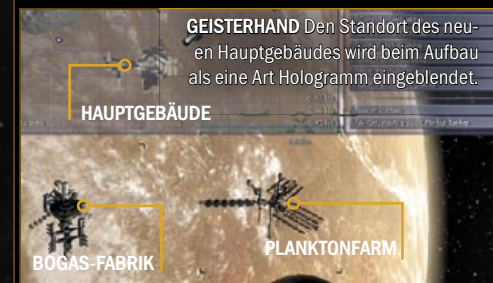 GEISTERHAND Den Standort des neu-
en Hauptgebäudes wird beim Aufbau
als eine Art Hologramm eingeblendet.
HAUPTGEBÄUDE
PLANKTONFARM
BOGAS-FABRIK